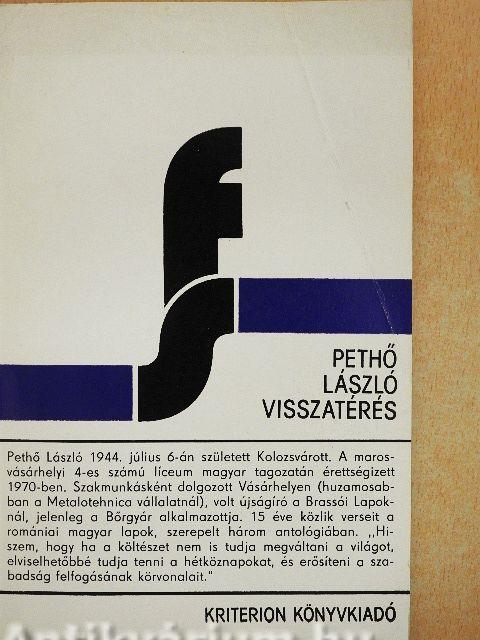 fs
PETHŐ
LÁSZLÓ
VISSZATÉRÉS
Pethő László 1944. július 6-án született Kolozsvárott. A maros-
vásárhelyi 4-es számú líceum magyar tagozatán érettségizett
1970-ben. Szakmunkásként dolgozott Vásárhelyen (huzamosab-
ban a Metalotehnica vállalatnál), volt újságíró a Brassói Lapok-
nál, jelenleg a Bőrgyár alkalmazottja. 15 éve közlik verseit a
romániai magyar lapok, szerepelt három antológiában. „Hi-
szem, hogy ha a költészet nem is tudja megváltani a világot,
elviselhetőbbé tudja tenni a hétköznapokat, és erősíteni a sza-
badság felfogásának körvonalait."
KRITERION KÖNYVKIADÓ
Antikvárium.hu